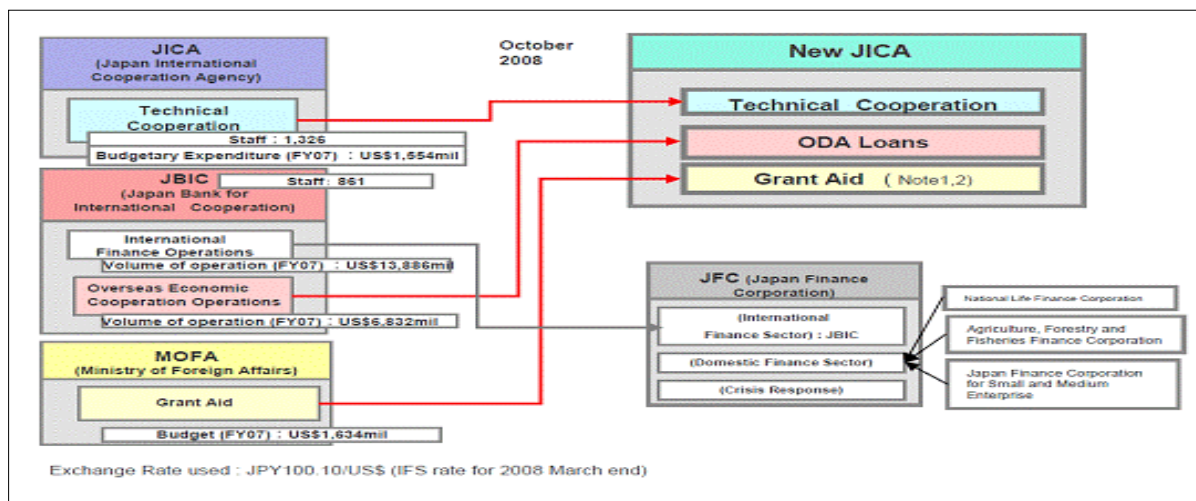 JICA
(Japan International
Cooperation Agency)
Technical
Cooperation
Staff : 1,326
Budgetary Expenditure (FY07) : US$1,554mil
JBIC
Staff: 861
(Japan Bank for
International Cooperation)
International
Finance Operations
Volume of operation (FY07) : US$13,886mil
Overseas Economic
Cooperation Operations
Volume of operation (FY07) : US$6,832mil
MOFA
(Ministry of Foreign Affairs)
Grant Aid
Budget (FY07) : US$1,634mil
October
2008
New JICA
Technical Cooperation
ODA Loans
Grant Aid ( Note1,2)
JFC (Japan Finance
Corporation)
(International
Finance Sector) : JBIC
(Domestic Finance Sector)
(Crisis Response)
National Life Finance Corporation
Agriculture, Forestry and
Fisheries Finance Corporation
Japan Finance Corporation
for Small and Medium
Enterprise
Exchange Rate used : JPY100.10/US$ (IFS rate for 2008 March end)